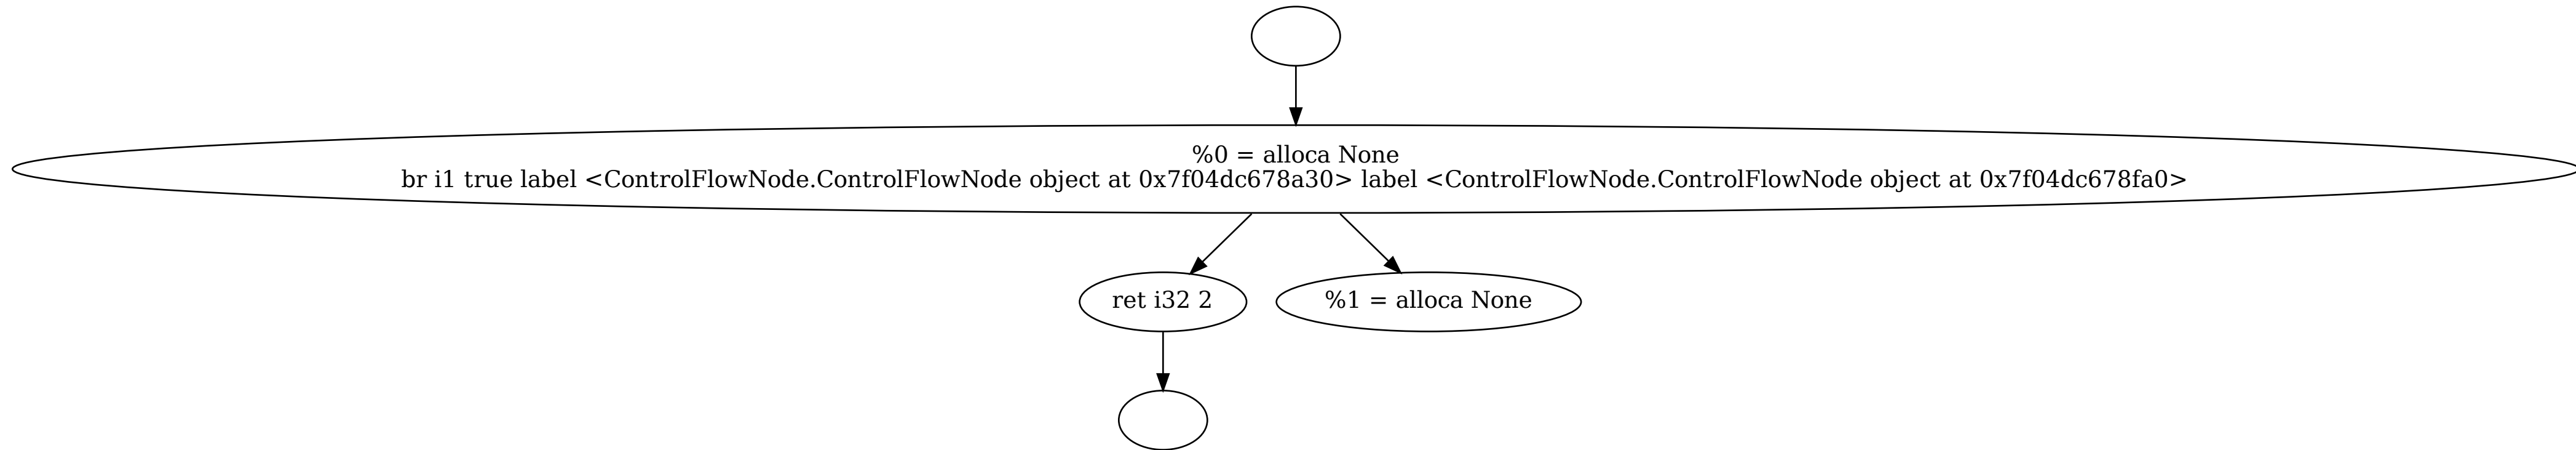 %0 = alloca None
br i1 true label <ControlFlowNode.ControlFlowNode object at 0x7f04dc678a30> label <ControlFlowNode.ControlFlowNode object at 0x7f04dc678fa0>
ret i32 2
%1 = alloca None